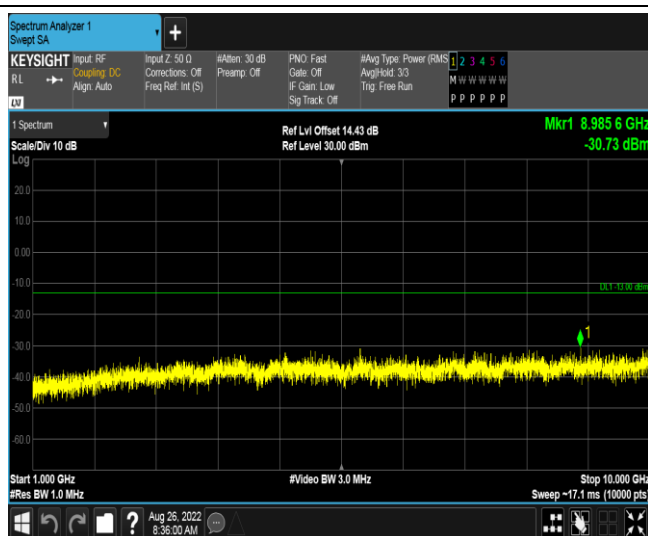 Spectrum Analyzer 1
Swept SA
+
KEYSIGHT
RL
LXI
Input: RF
Coupling: DC
Align: Auto
Input Z: 50 Ω
Corrections: Off
Freq Ref: Int (S)
#Atten: 30 dB
Preamp: Off
PNO: Fast
Gate: Off
IF Gain: Low
Sig Track: Off
#Avg Type: Power (RMS
Avg|Hold: 3/3
Trig: Free Run
1 2 3 4 5 6
M W W W W W
P P P P P P
1 Spectrum
Scale/Div 10 dB
Ref Lvl Offset 14.43 dB
Ref Level 30.00 dBm
Mkr1 8.985 6 GHz
-30.73 dBm
Log
20.0
10.0
0.00
-10.0
DL1 -13.00 dBm
-20.0
1
-30.0
-40.0
-50.0
-60.0
Start 1.000 GHz
#Video BW 3.0 MHz
Stop 10.000 GHz
#Res BW 1.0 MHz
Sweep ~17.1 ms (10000 pts)
?
Aug 26, 2022
8:36:00 AM